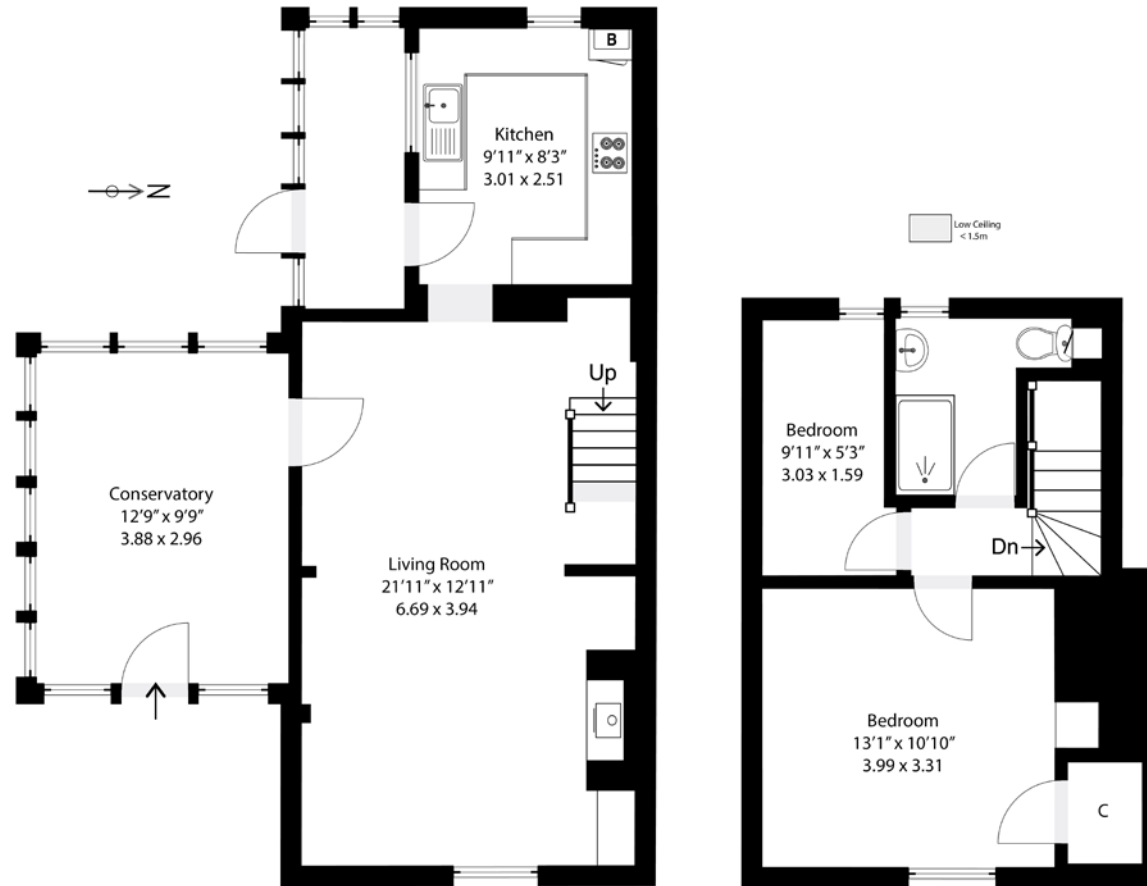 B
Kitchen
9'11" x 8'3"
3.01 x 2.51
N
Low Ceiling
< 1.5m
Up
Conservatory
12'9" x 9'9"
3.88 x 2.96
Living Room
21'11" x 12'11"
6.69 x 3.94
Bedroom
9'11" x 5'3"
3.03 x 1.59
Dn
Bedroom
13'1" x 10'10"
3.99 x 3.31
C